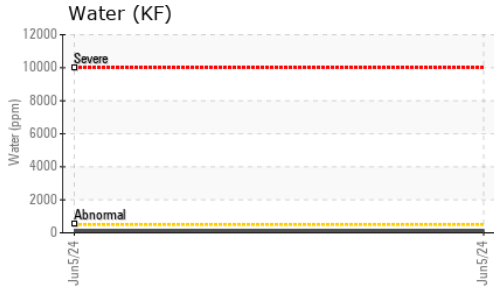 Water (KF)
12000
Severe
10000
8000
Water (ppm)
6000
4000
2000
Abnormal
0
Jun5/24
Jun5/24